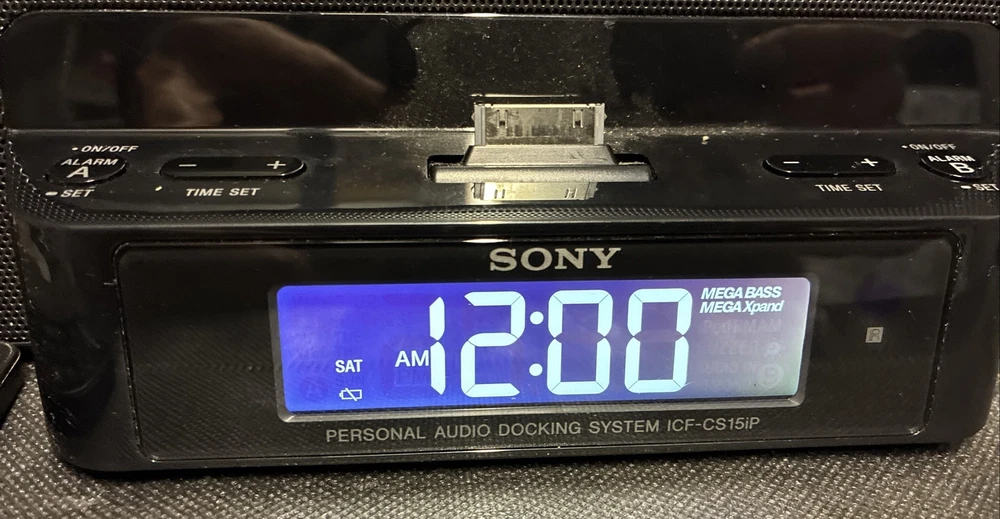 • ON/OFF
ALARM
A
SET
− +
TIME SET
− +
TIME SET
• ON/OFF
ALARM
B
SET
SONY
MEGA BASS
MEGA Xpand
SAT
AM 12:00
PERSONAL AUDIO DOCKING SYSTEM ICF-CS15iP